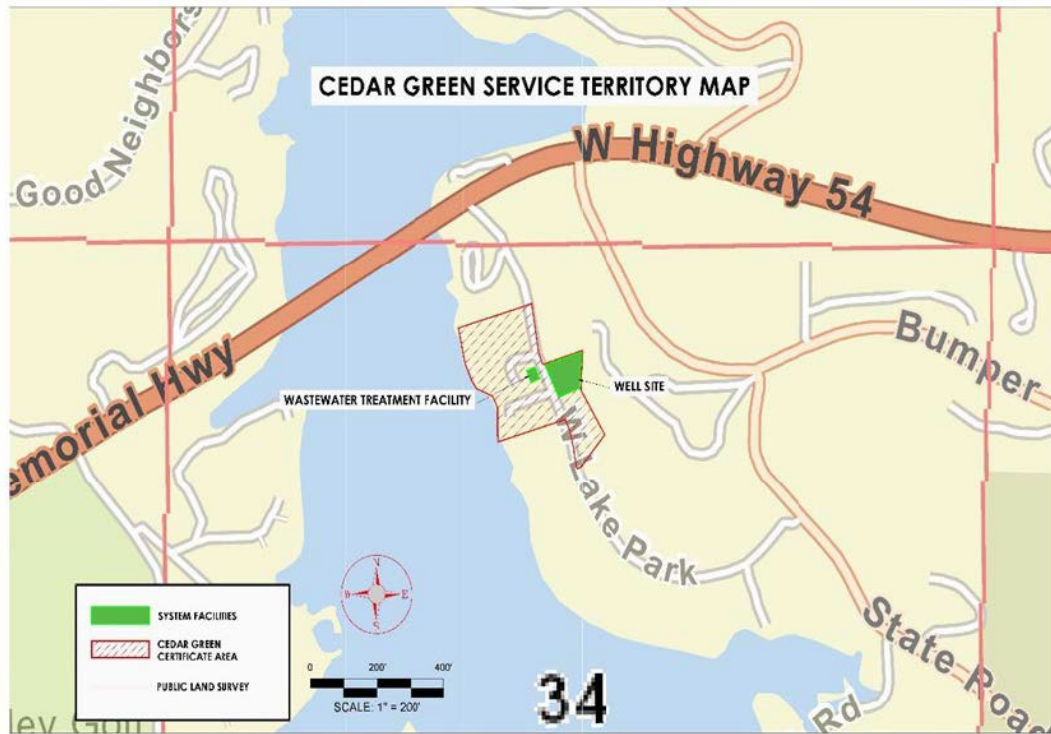 CEDAR GREEN SERVICE TERRITORY MAP
Good Neighbors
W Highway 54
emorial Hwy
Bumper
WELL SITE
WASTEWATER TREATMENT FACILITY
W Lake Park
State Road
Rd
SYSTEM FACILITIES
CEDAR GREEN
CERTIFICATE AREA
PUBLIC LAND SURVEY
N
W E
S
0 200' 400'
SCALE: 1" = 200'
34
ley Golf